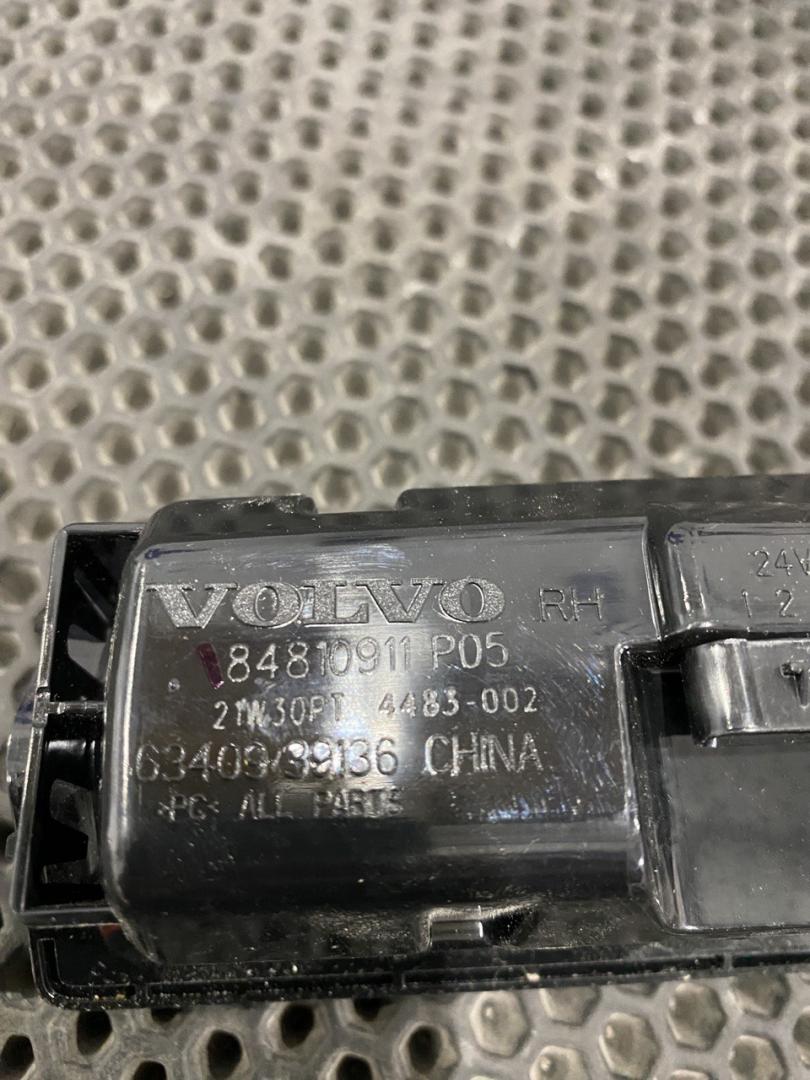 VOLVO RH
84810911 P05
21W30PT 4483-002
63409/39136 CHINA
>PC< ALL PARTS
24V
1 2